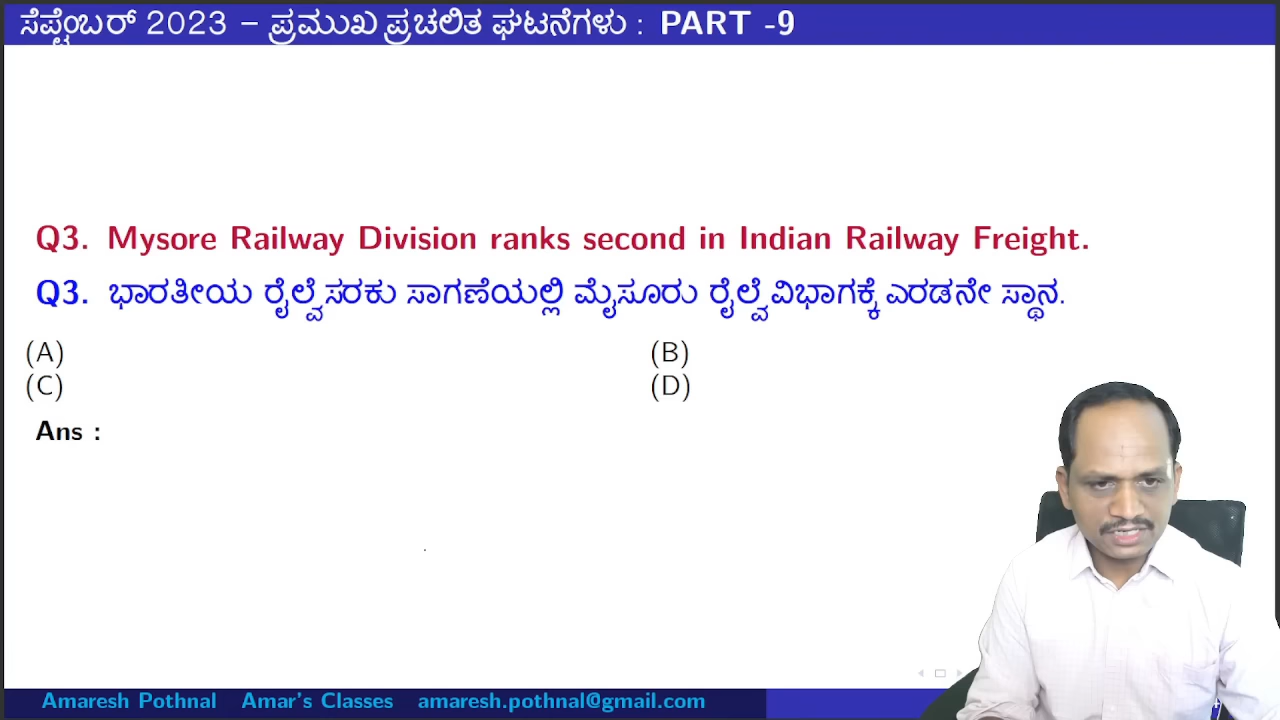 ಸೆಪ್ಟೆಂಬರ್ 2023 – ಪ್ರಮುಖ ಪ್ರಚಲಿತ ಘಟನೆಗಳು : PART -9
Q3. Mysore Railway Division ranks second in Indian Railway Freight.
Q3. ಭಾರತೀಯ ರೈಲ್ವೆ ಸರಕು ಸಾಗಣೆಯಲ್ಲಿ ಮೈಸೂರು ರೈಲ್ವೆ ವಿಭಾಗಕ್ಕೆ ಎರಡನೇ ಸ್ಥಾನ.
(A) (B)
(C) (D)
Ans :
Amaresh Pothnal Amar's Classes amaresh.pothnal@gmail.com